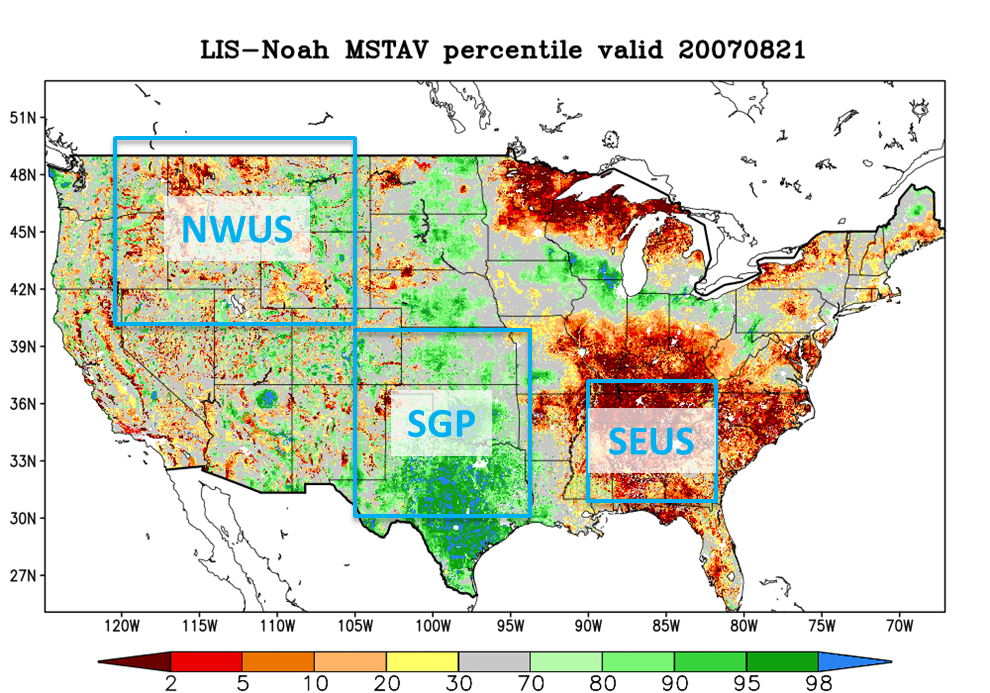 LIS-Noah MSTAV percentile valid 20070821
51N
48N
45N
42N
39N
36N
33N
30N
27N
NWUS
SGP
SEUS
120W 115W 110W 105W 100W 95W 90W 85W 80W 75W 70W
2 5 10 20 30 70 80 90 95 98